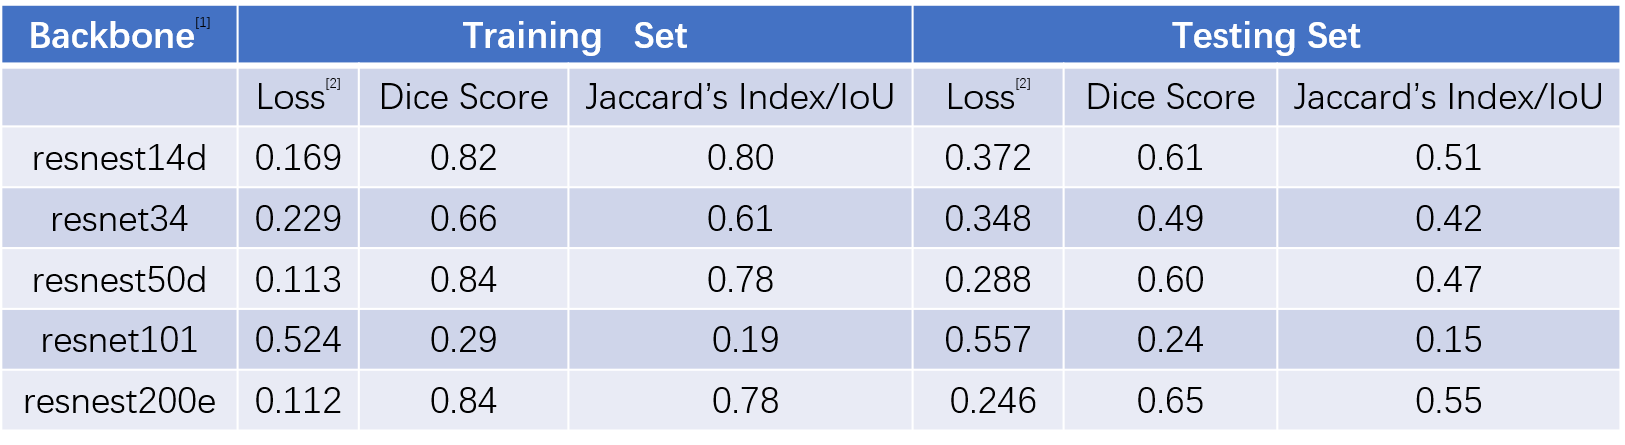 Backbone[1] Training Set Testing Set
Loss[2] Dice Score Jaccard's Index/IoU Loss[2] Dice Score Jaccard's Index/IoU
resnest14d 0.169 0.82 0.80 0.372 0.61 0.51
resnet34 0.229 0.66 0.61 0.348 0.49 0.42
resnest50d 0.113 0.84 0.78 0.288 0.60 0.47
resnet101 0.524 0.29 0.19 0.557 0.24 0.15
resnest200e 0.112 0.84 0.78 0.246 0.65 0.55